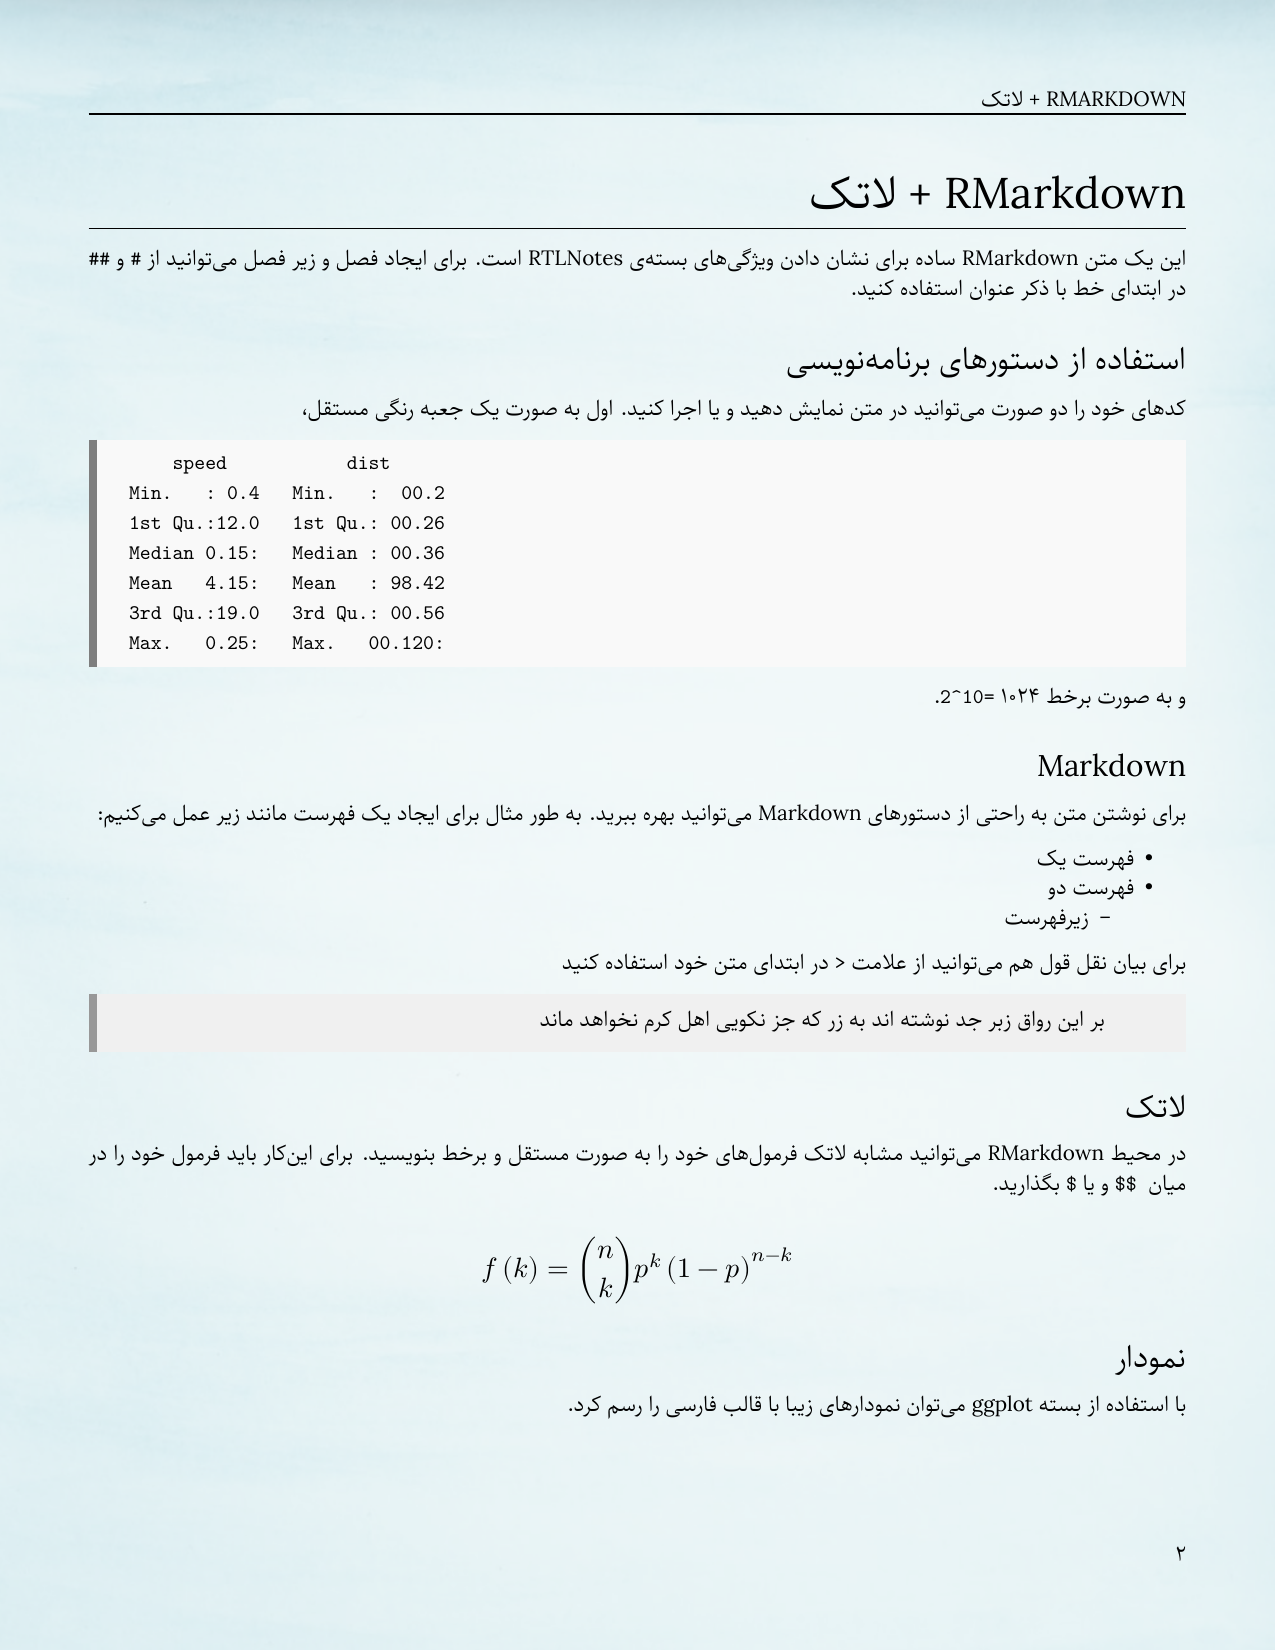 RMARKDOWN + لاتک
RMarkdown + لاتک
این یک متن RMarkdown ساده برای نشان دادن ویژگی‌های بسته‌ی RTLNotes است. برای ایجاد فصل و زیر فصل می‌توانید از # و ##
در ابتدای خط با ذکر عنوان استفاده کنید.
استفاده از دستورهای برنامه‌نویسی
کدهای خود را دو صورت می‌توانید در متن نمایش دهید و یا اجرا کنید. اول به صورت یک جعبه رنگی مستقل،
speed dist
Min. : 0.4 Min. : 00.2
1st Qu.:12.0 1st Qu.: 00.26
Median 0.15: Median : 00.36
Mean 4.15: Mean : 98.42
3rd Qu.:19.0 3rd Qu.: 00.56
Max. 0.25: Max. 00.120:
و به صورت برخط ۱۰۲۴ =2^10.
Markdown
برای نوشتن متن به راحتی از دستورهای Markdown می‌توانید بهره ببرید. به طور مثال برای ایجاد یک فهرست مانند زیر عمل می‌کنیم:
• فهرست یک
• فهرست دو
– زیرفهرست
برای بیان نقل قول هم می‌توانید از علامت > در ابتدای متن خود استفاده کنید
بر این رواق زبر جد نوشته اند به زر که جز نکویی اهل کرم نخواهد ماند
لاتک
در محیط RMarkdown می‌توانید مشابه لاتک فرمول‌های خود را به صورت مستقل و برخط بنویسید. برای این‌کار باید فرمول خود را در
میان $$ و یا $ بگذارید.
f (k) = (n k) p^k (1 − p)^{n−k}
نمودار
با استفاده از بسته ggplot می‌توان نمودارهای زیبا با قالب فارسی را رسم کرد.
۲